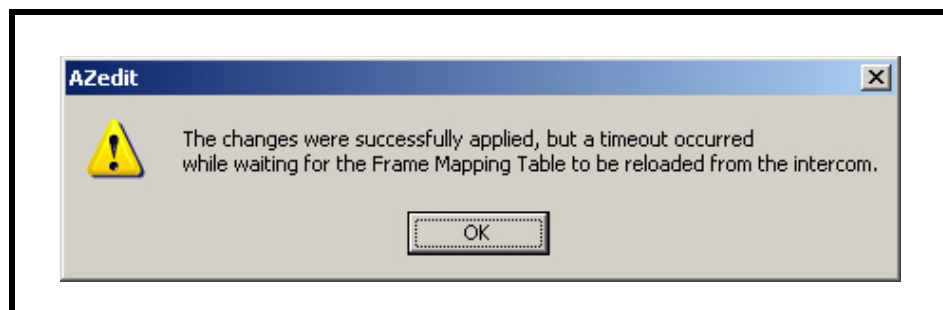 AZedit
The changes were successfully applied, but a timeout occurred
while waiting for the Frame Mapping Table to be reloaded from the intercom.
OK